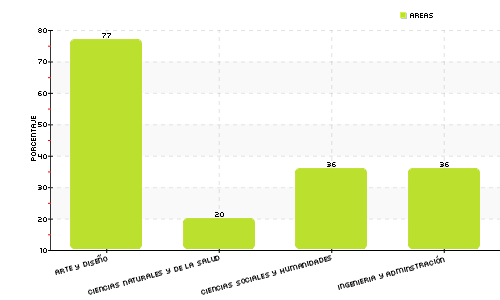 AREAS
80
70
60
50
40
30
20
10
PORCENTAJE
77
20
36
36
ARTE Y DISEÑO
CIENCIAS NATURALES Y DE LA SALUD
CIENCIAS SOCIALES Y HUMANIDADES
INGENIERIA Y ADMINSTRACIÓN